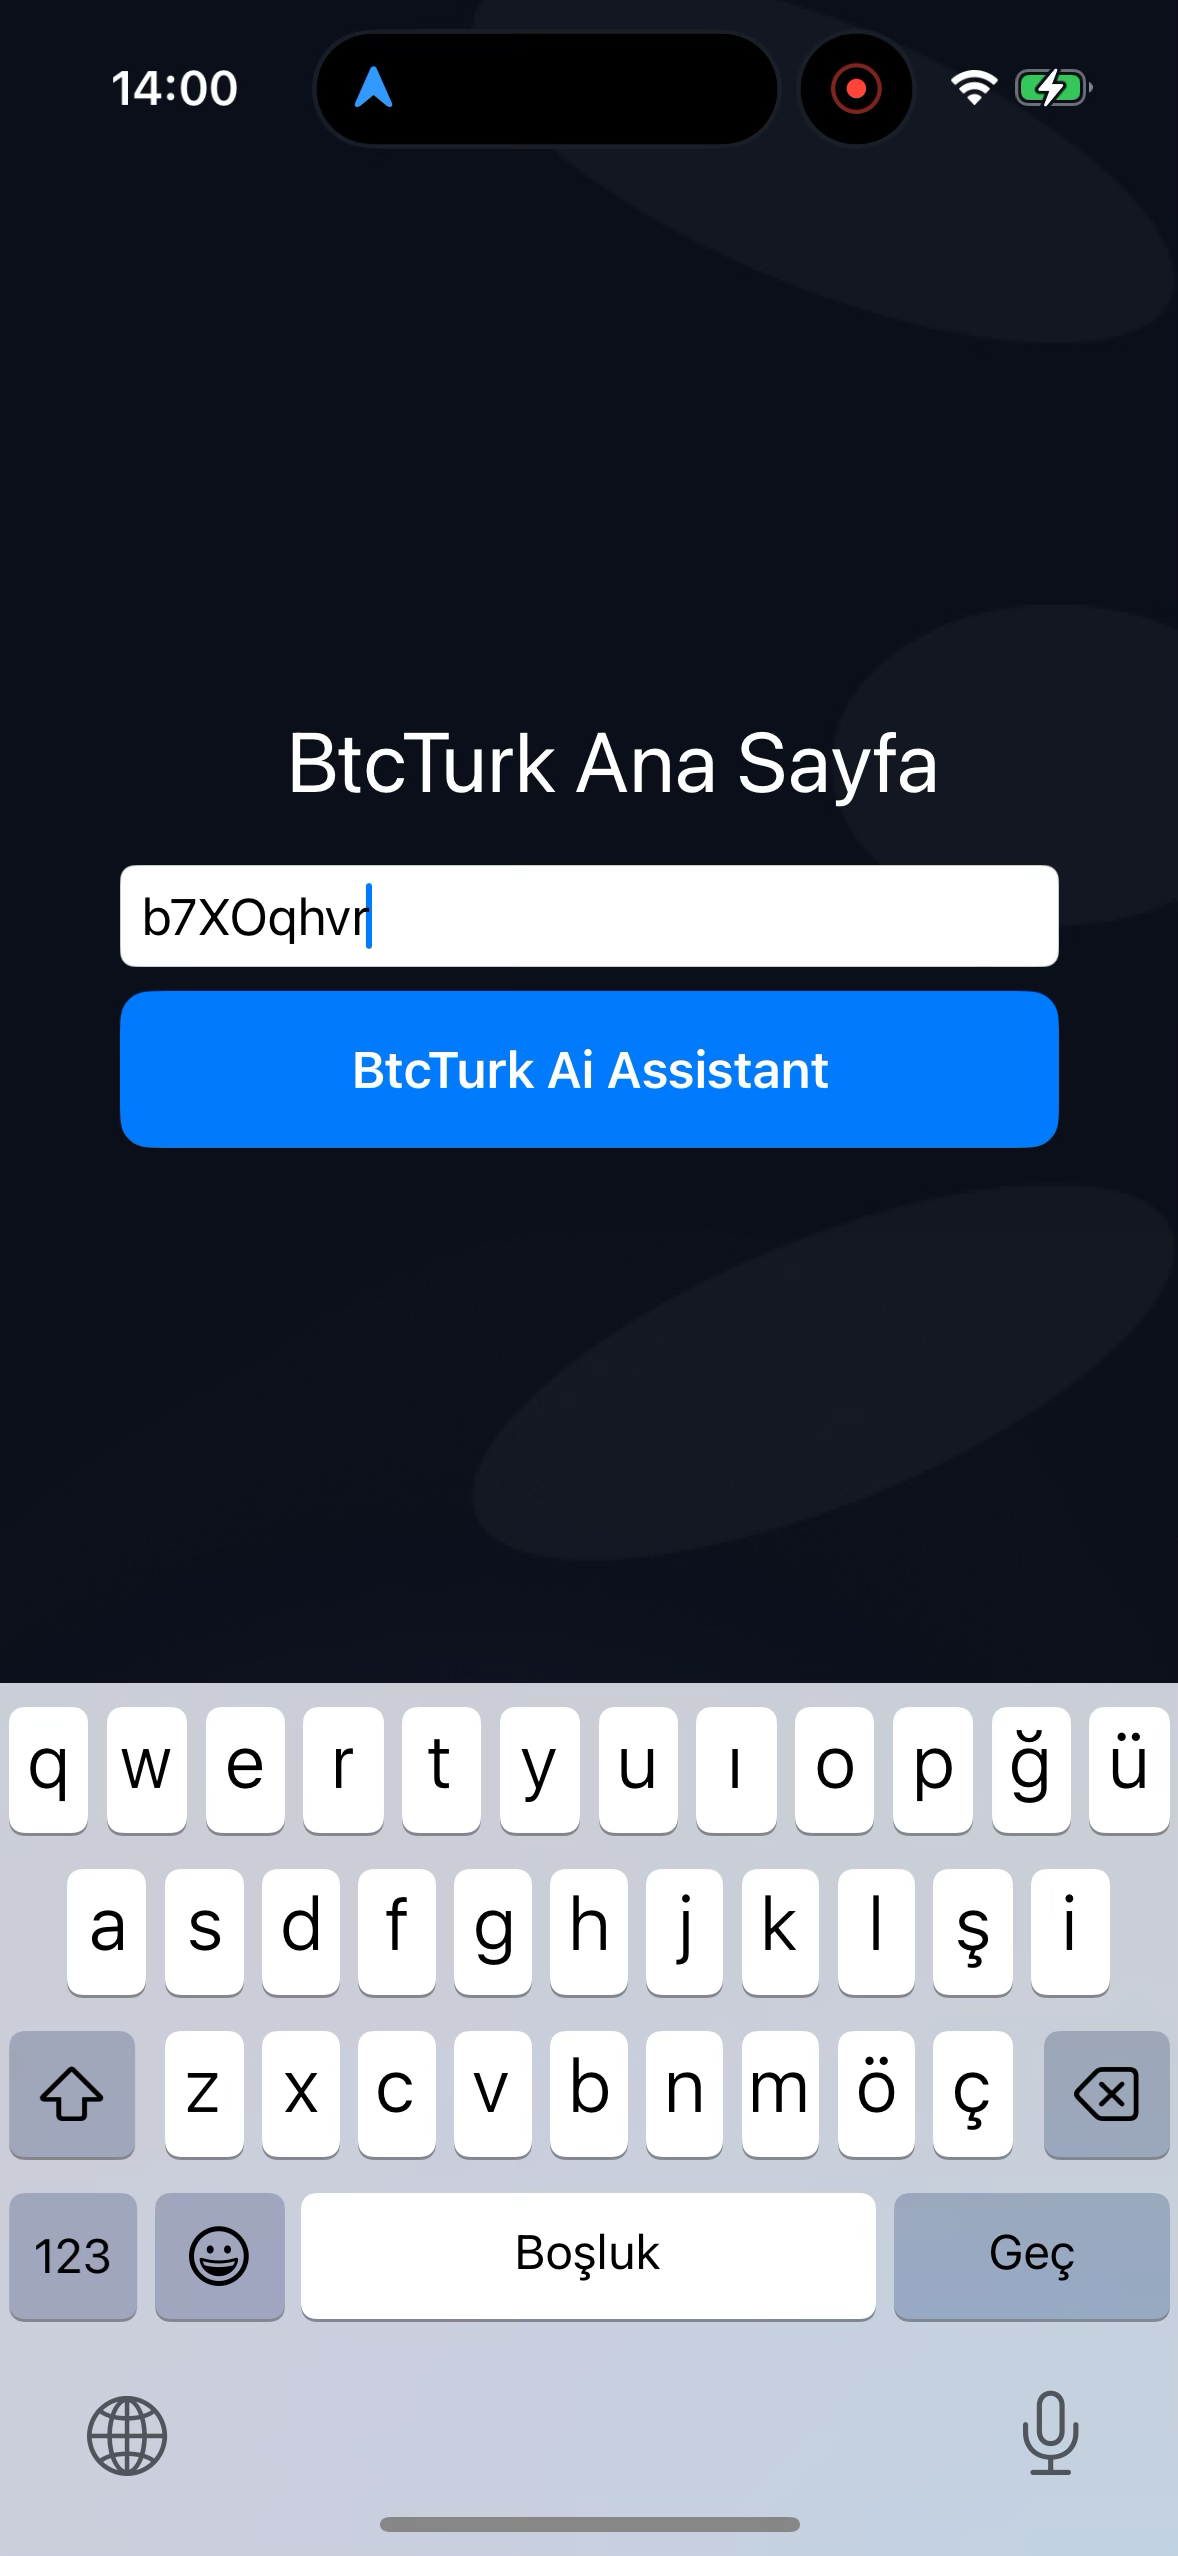 14:00
BtcTurk Ana Sayfa
b7XOqhvr
BtcTurk Ai Assistant
q w e r t y u ı o p ğ ü
a s d f g h j k l ş i
z x c v b n m ö ç
123 Boşluk Geç